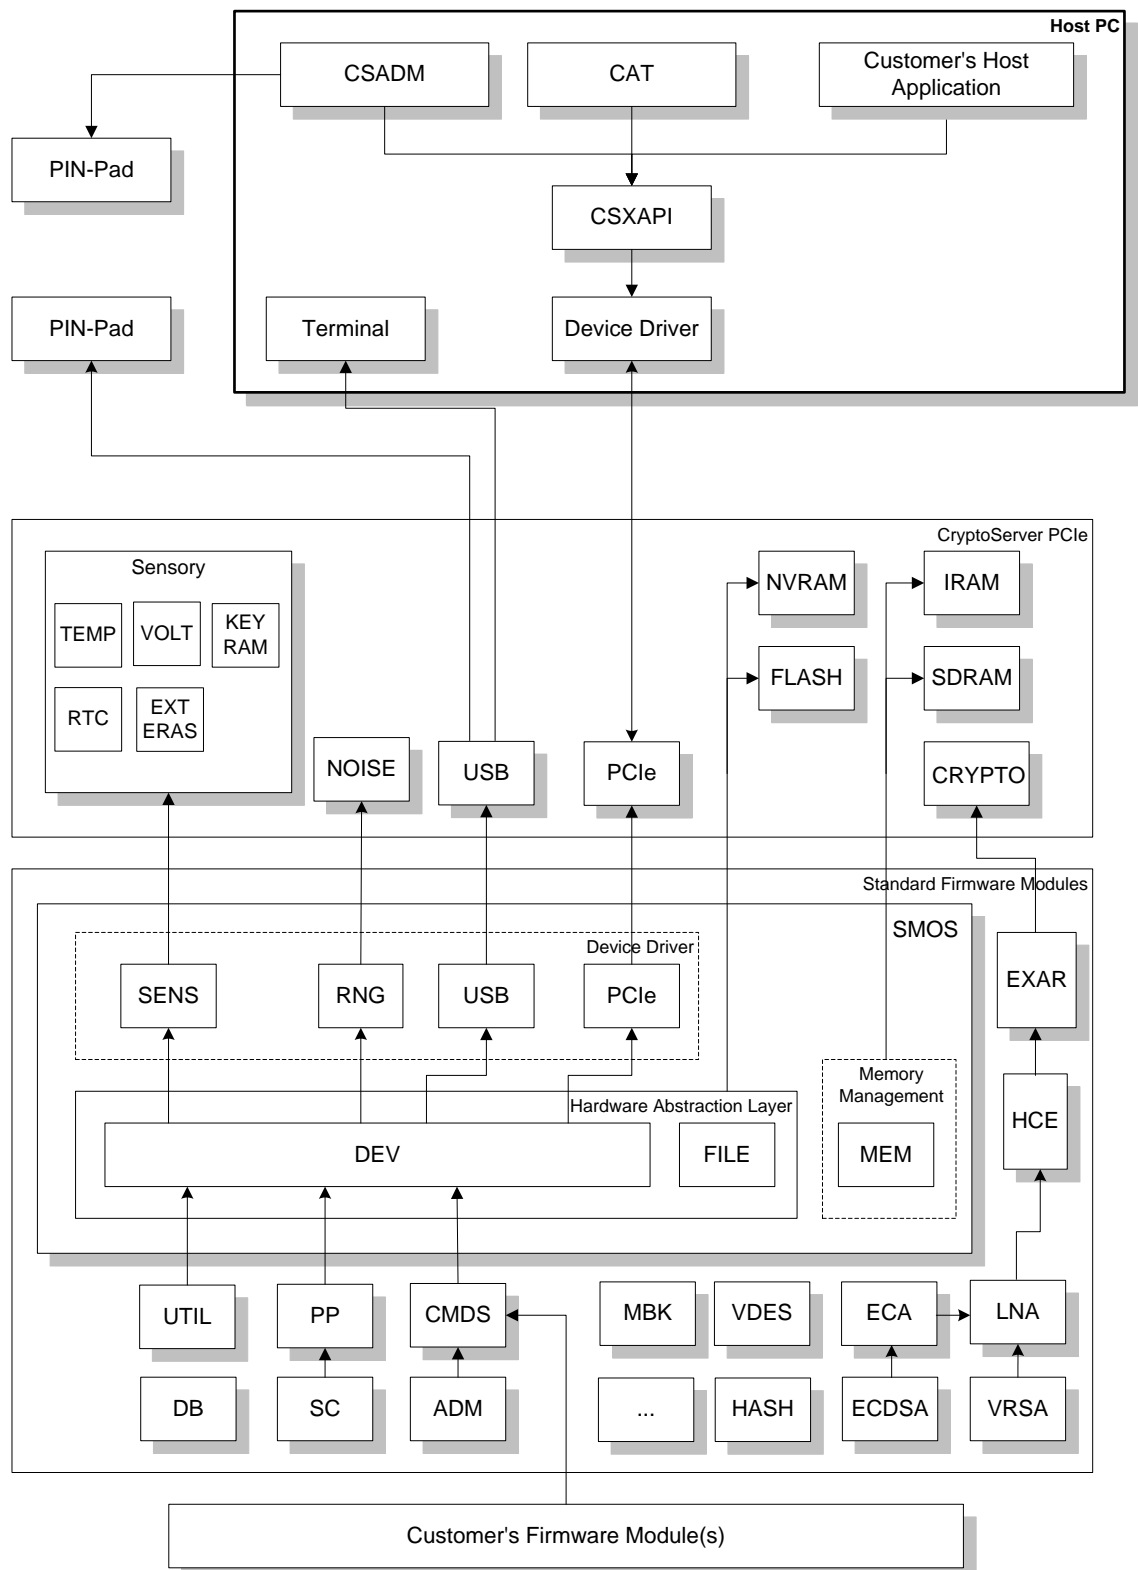 Host PC
CSADM
CAT
Customer's Host
Application
PIN-Pad
CSXAPI
PIN-Pad
Terminal
Device Driver
CryptoServer PCIe
Sensory
TEMP
VOLT
KEY
RAM
RTC
EXT
ERAS
NVRAM
IRAM
FLASH
SDRAM
NOISE
USB
PCIe
CRYPTO
Standard Firmware Modules
SMOS
Device Driver
SENS
RNG
USB
PCIe
EXAR
Memory
Management
Hardware Abstraction Layer
HCE
DEV
FILE
MEM
UTIL
PP
CMDS
MBK
VDES
ECA
LNA
DB
SC
ADM
...
HASH
ECDSA
VRSA
Customer's Firmware Module(s)